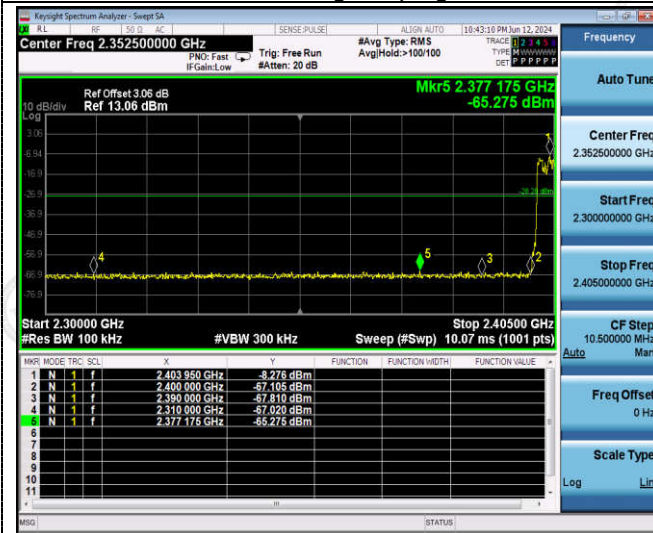 Keysight Spectrum Analyzer - Swept SA
RL RF 50 Ω AC SENSE:PULSE ALIGN AUTO 10:43:10 PM Jun 12, 2024
Center Freq 2.352500000 GHz
PNO: Fast
IFGain:Low
Trig: Free Run
#Atten: 20 dB
#Avg Type: RMS
Avg|Hold:>100/100
TRACE 1 2 3 4 5
TYPE M
DET P P P P P P
Frequency
Auto Tune
Center Freq
2.352500000 GHz
Start Freq
2.300000000 GHz
Stop Freq
2.405000000 GHz
CF Step
10.500000 MHz
Auto Man
Freq Offset
0 Hz
Scale Type
Log Lin
Mkr5 2.377 175 GHz
-65.275 dBm
Ref Offset 3.06 dB
10 dB/div Ref 13.06 dBm
Log
1
3.06
-6.94
-16.9
-26.9
-28.28 dBm
-36.9
-46.9
-56.9
4 5 3 2
-66.9
-76.9
Start 2.30000 GHz Stop 2.40500 GHz
#Res BW 100 kHz #VBW 300 kHz Sweep (#Swp) 10.07 ms (1001 pts)
MKR MODE TRC SCL X Y FUNCTION FUNCTION WIDTH FUNCTION VALUE
1 N 1 f 2.403 950 GHz -8.276 dBm
2 N 1 f 2.400 000 GHz -67.105 dBm
3 N 1 f 2.390 000 GHz -67.810 dBm
4 N 1 f 2.310 000 GHz -67.020 dBm
5 N 1 f 2.377 175 GHz -65.275 dBm
6
7
8
9
10
11
MSG STATUS